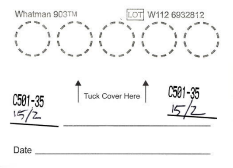 Whatman 903™ LOT W112 6932812
Tuck Cover Here
C501-35 C501-35
15/2 15/2
Date